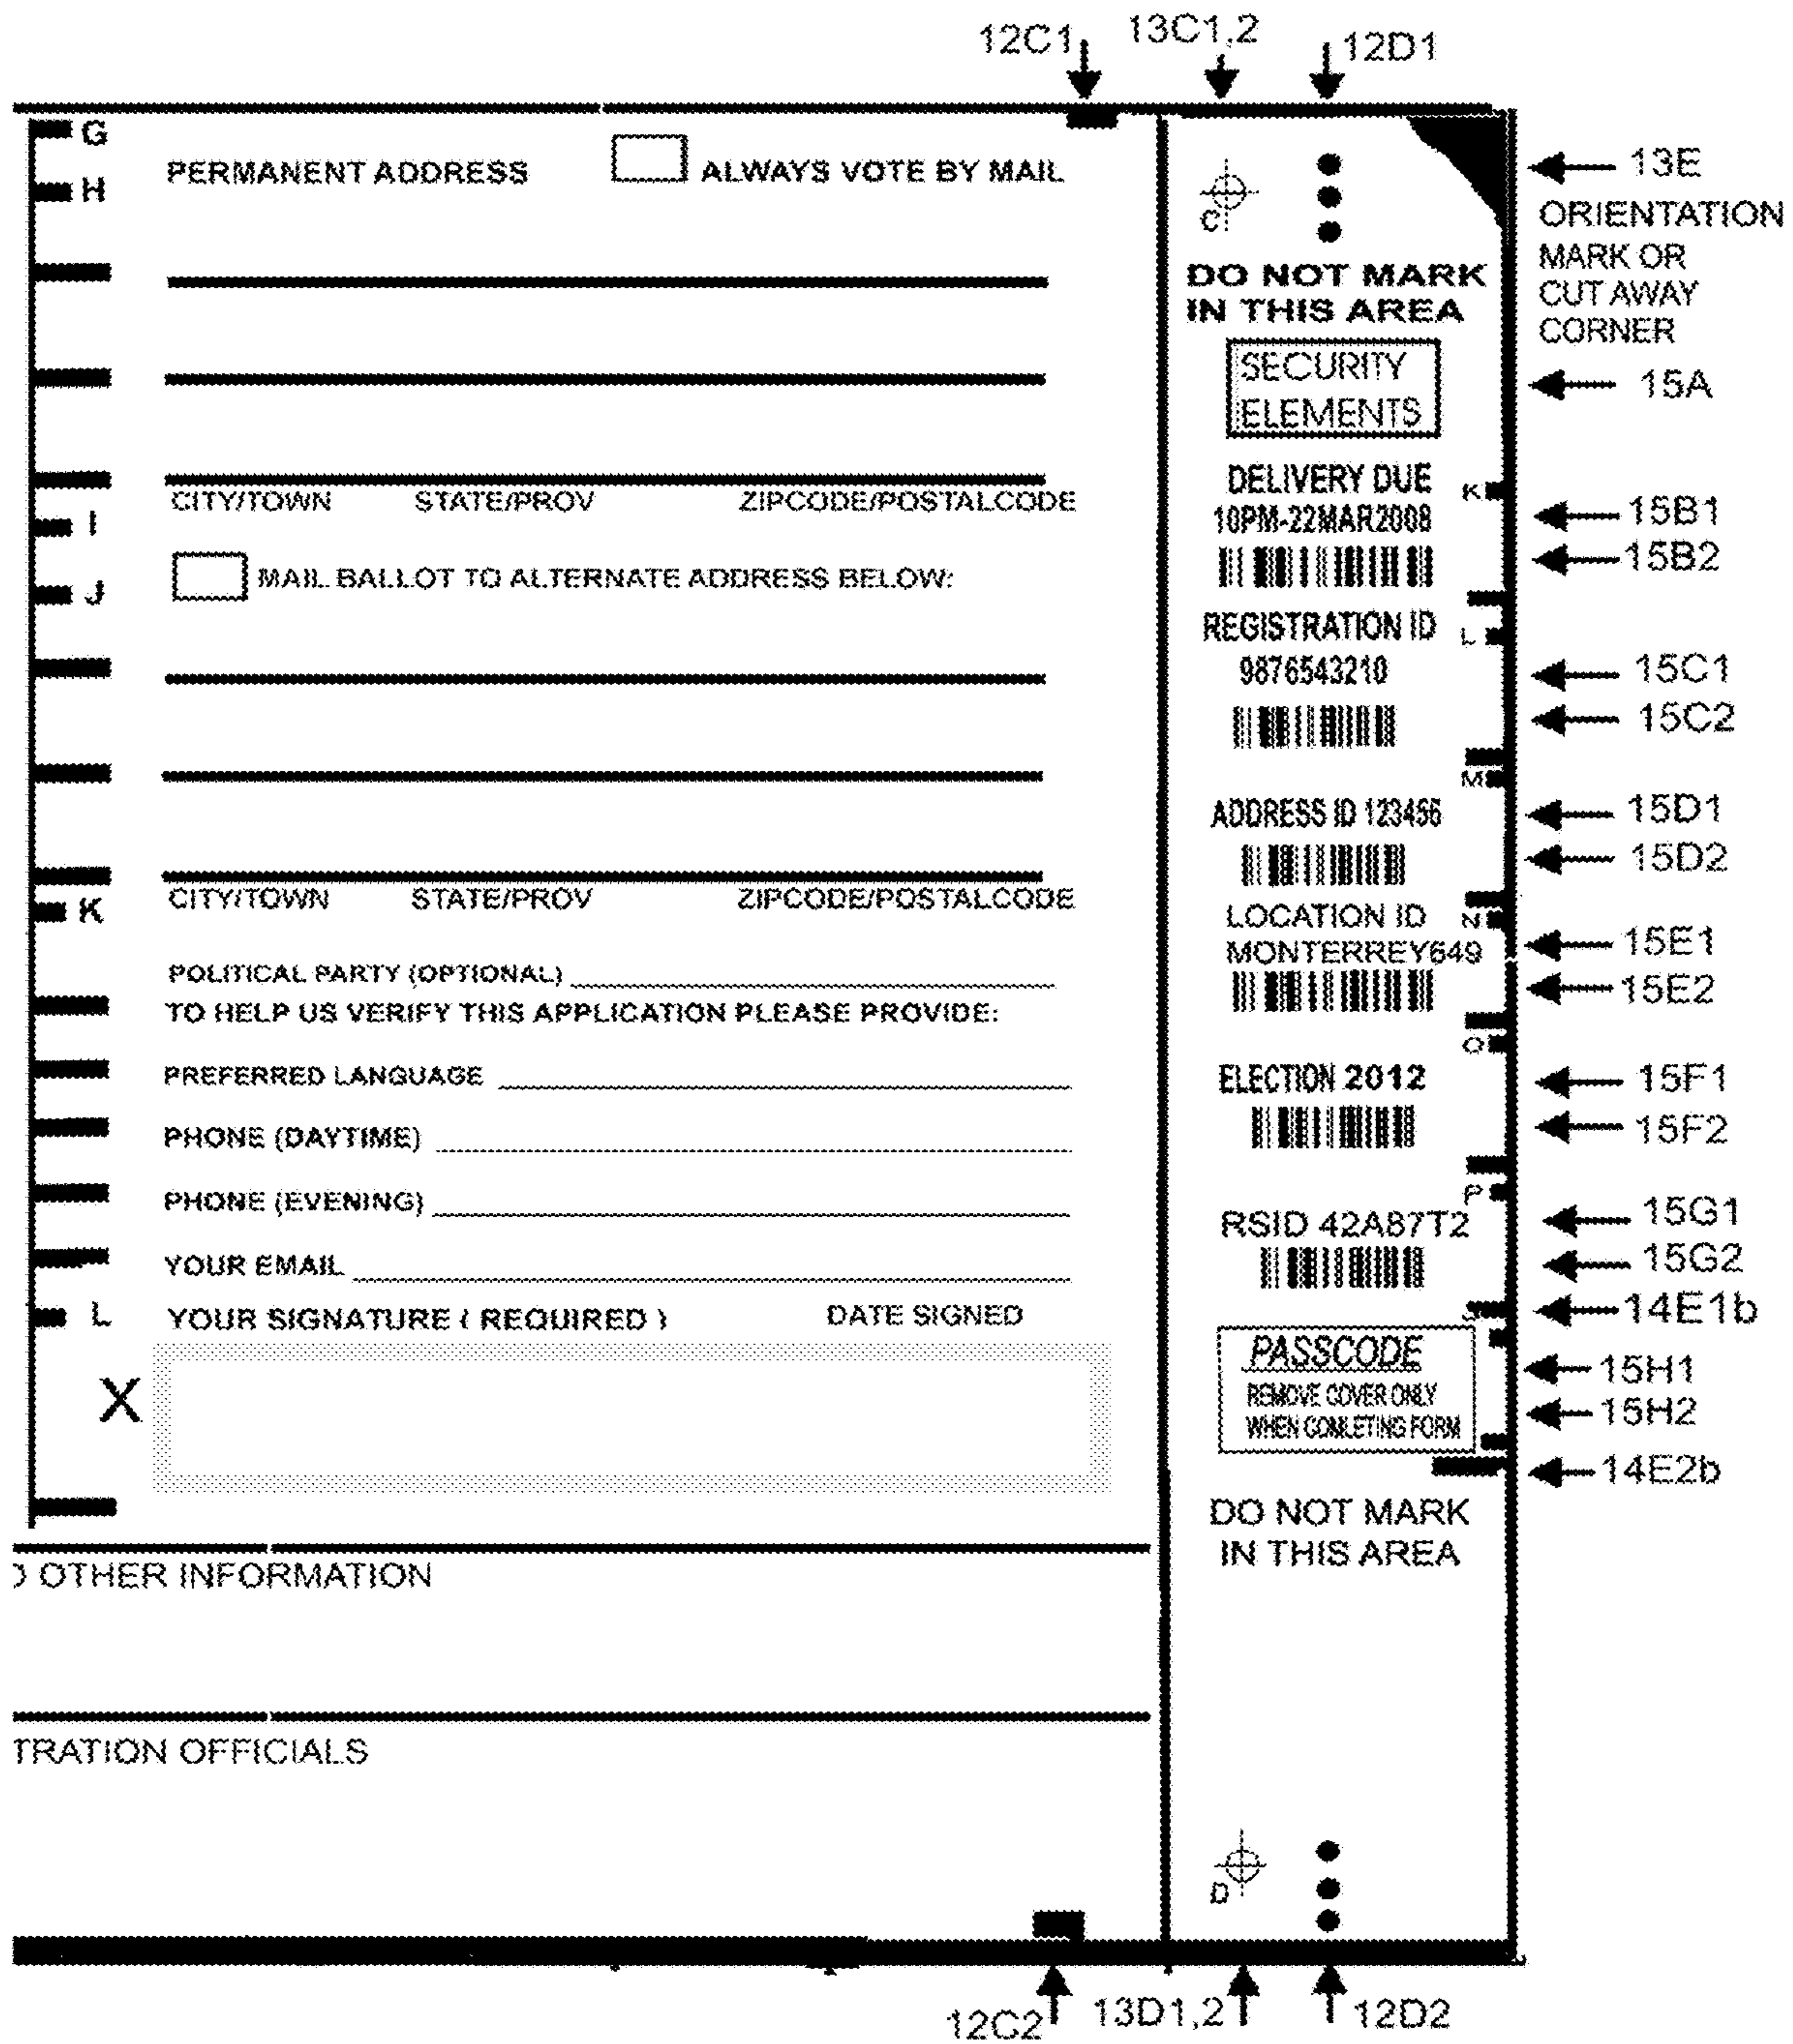 12C1 13C1,2 12D1
G
H
PERMANENT ADDRESS ALWAYS VOTE BY MAIL
CITY/TOWN STATE/PROV ZIPCODE/POSTALCODE
I
J
MAIL BALLOT TO ALTERNATE ADDRESS BELOW:
CITY/TOWN STATE/PROV ZIPCODE/POSTALCODE
K
POLITICAL PARTY (OPTIONAL)
TO HELP US VERIFY THIS APPLICATION PLEASE PROVIDE:
PREFERRED LANGUAGE
PHONE (DAYTIME)
PHONE (EVENING)
YOUR EMAIL
L YOUR SIGNATURE ( REQUIRED ) DATE SIGNED
X
OTHER INFORMATION
TRATION OFFICIALS
C
DO NOT MARK
IN THIS AREA
SECURITY
ELEMENTS
DELIVERY DUE
K
10PM-22MAR2008
REGISTRATION ID
L
9876543210
M
ADDRESS ID 123456
LOCATION ID
N
MONTERREY649
O
ELECTION 2012
P
RSID 42A87T2
PASSCODE
REMOVE COVER ONLY
WHEN COMLETING FORM
DO NOT MARK
IN THIS AREA
D
13E
ORIENTATION
MARK OR
CUT AWAY
CORNER
15A
15B1
15B2
15C1
15C2
15D1
15D2
15E1
15E2
15F1
15F2
15G1
15G2
14E1b
15H1
15H2
14E2b
12C2 13D1,2 12D2